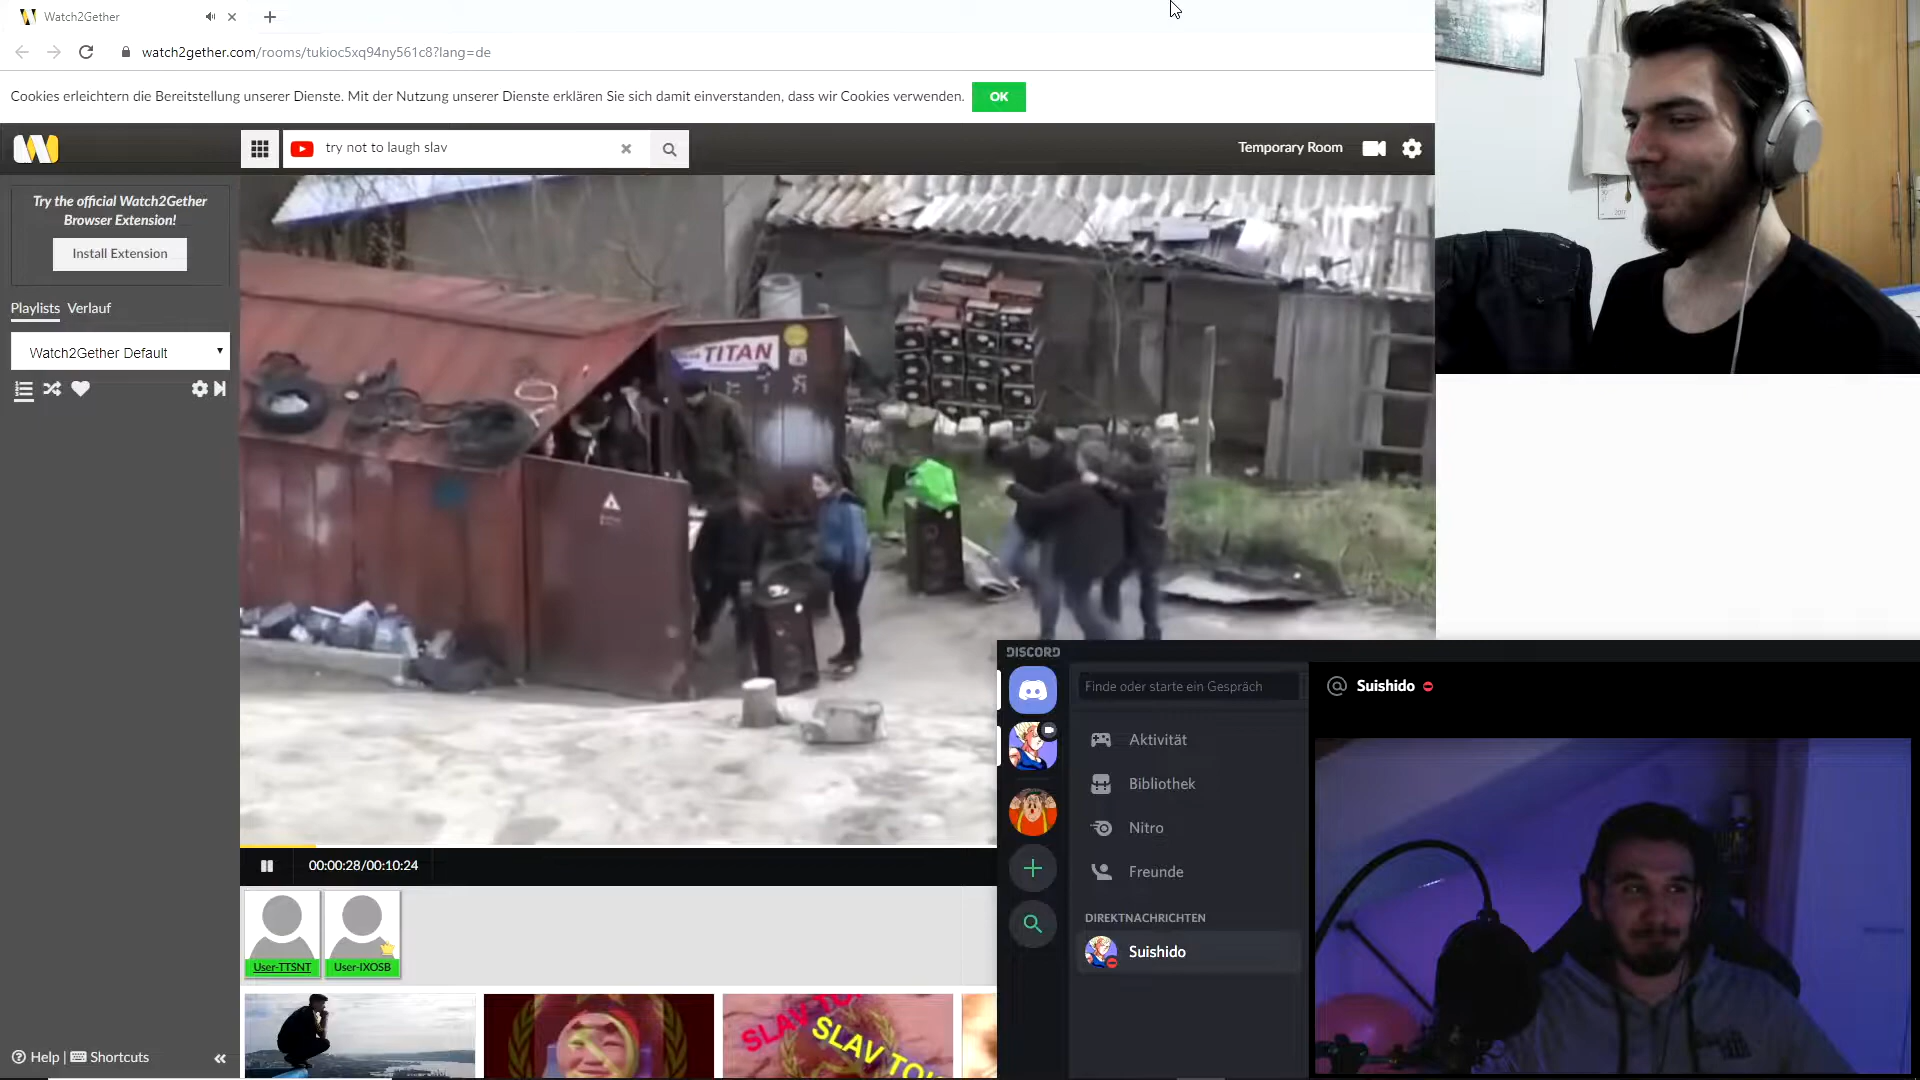 Watch2Gether
watch2gether.com/rooms/tukioc5xq94ny561c8?lang=de
Cookies erleichtern die Bereitstellung unserer Dienste. Mit der Nutzung unserer Dienste erklären Sie sich damit einverstanden, dass wir Cookies verwenden.
OK
try not to laugh slav
Temporary Room
Try the official Watch2Gether
Browser Extension!
Install Extension
Playlists Verlauf
Watch2Gether Default
TITAN
2017
00:00:28/00:10:24
User-TTSNT
User-IXOSB
SLAV
SLAV
Help | Shortcuts
DISCORD
Finde oder starte ein Gespräch
Aktivität
Bibliothek
Nitro
Freunde
DIREKTNACHRICHTEN
Suishido
Suishido